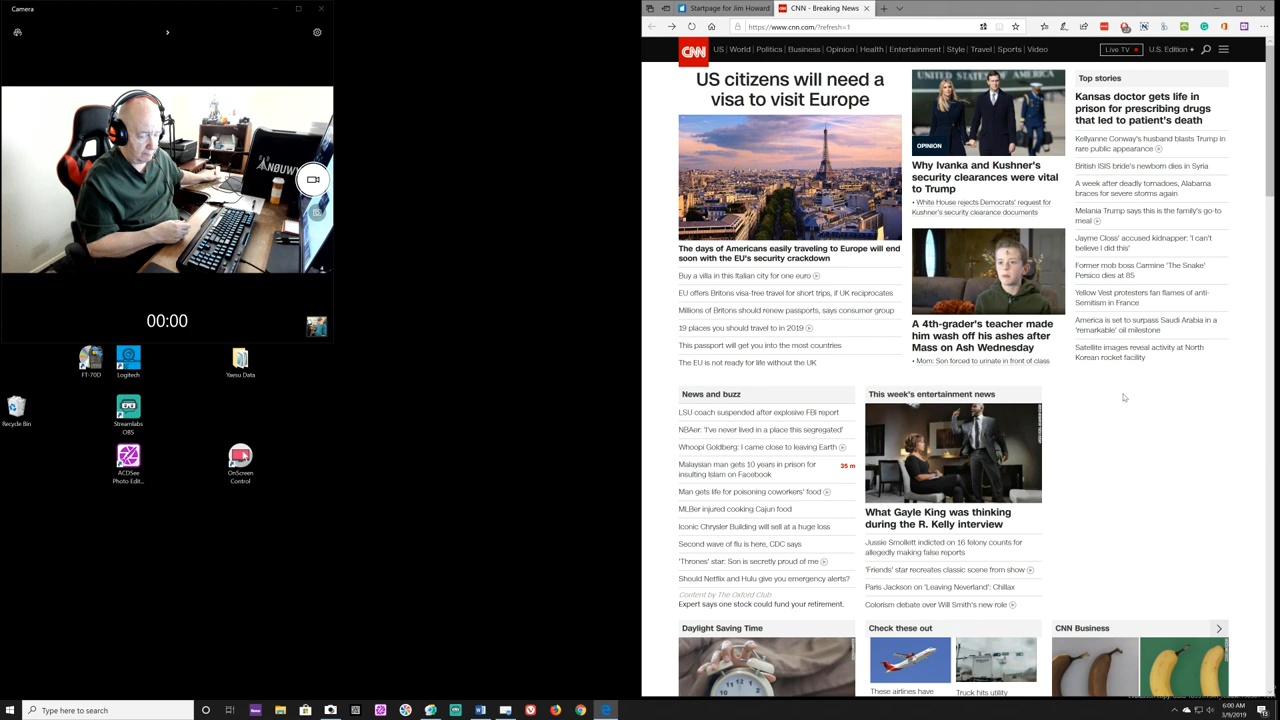 Camera
Startpage for Jim Howard
CNN - Breaking News
https://www.cnn.com/?refresh=1
CNN
US World Politics Business Opinion Health Entertainment Style Travel Sports Video
Live TV
U.S. Edition
US citizens will need a
visa to visit Europe
The days of Americans easily traveling to Europe will end
soon with the EU's security crackdown
Buy a villa in this Italian city for one euro
EU offers Britons visa-free travel for short trips, if UK reciprocates
Millions of Britons should renew passports, says consumer group
19 places you should travel to in 2019
This passport will get you into the most countries
The EU is not ready for life without the UK
UNITED STATES OF AMERICA
OPINION
Why Ivanka and Kushner's
security clearances were vital
to Trump
• White House rejects Democrats' request for
Kushner's security clearance documents
A 4th-grader's teacher made
him wash off his ashes after
Mass on Ash Wednesday
• Mom: Son forced to urinate in front of class
Top stories
Kansas doctor gets life in
prison for prescribing drugs
that led to patient's death
Kellyanne Conway's husband blasts Trump in
rare public appearance
British ISIS bride's newborn dies in Syria
A week after deadly tornadoes, Alabama
braces for severe storms again
Melania Trump says this is the family's go-to
meal
Jayme Closs' accused kidnapper: 'I can't
believe I did this'
Former mob boss Carmine 'The Snake'
Persico dies at 85
Yellow Vest protesters fan flames of anti-
Semitism in France
America is set to surpass Saudi Arabia in a
'remarkable' oil milestone
Satellite images reveal activity at North
Korean rocket facility
News and buzz
LSU coach suspended after explosive FBI report
NBAer: 'I've never lived in a place this segregated'
Whoopi Goldberg: I came close to leaving Earth
Malaysian man gets 10 years in prison for
insulting Islam on Facebook
35 m
Man gets life for poisoning coworkers' food
MLBer injured cooking Cajun food
Iconic Chrysler Building will sell at a huge loss
Second wave of flu is here, CDC says
'Thrones' star: Son is secretly proud of me
Should Netflix and Hulu give you emergency alerts?
Content by The Oxford Club
Expert says one stock could fund your retirement.
This week's entertainment news
What Gayle King was thinking
during the R. Kelly interview
Jussie Smollett indicted on 16 felony counts for
allegedly making false reports
'Friends' star recreates classic scene from show
Paris Jackson on 'Leaving Neverland': Chillax
Colorism debate over Will Smith's new role
Daylight Saving Time
Check these out
These airlines have
Truck hits utility
CNN Business
00:00
FT-70D
Logitech
Yaesu Data
Recycle Bin
Streamlabs
OBS
ACDSee
Photo Edit...
OnScreen
Control
Type here to search
6:00 AM
3/9/2019